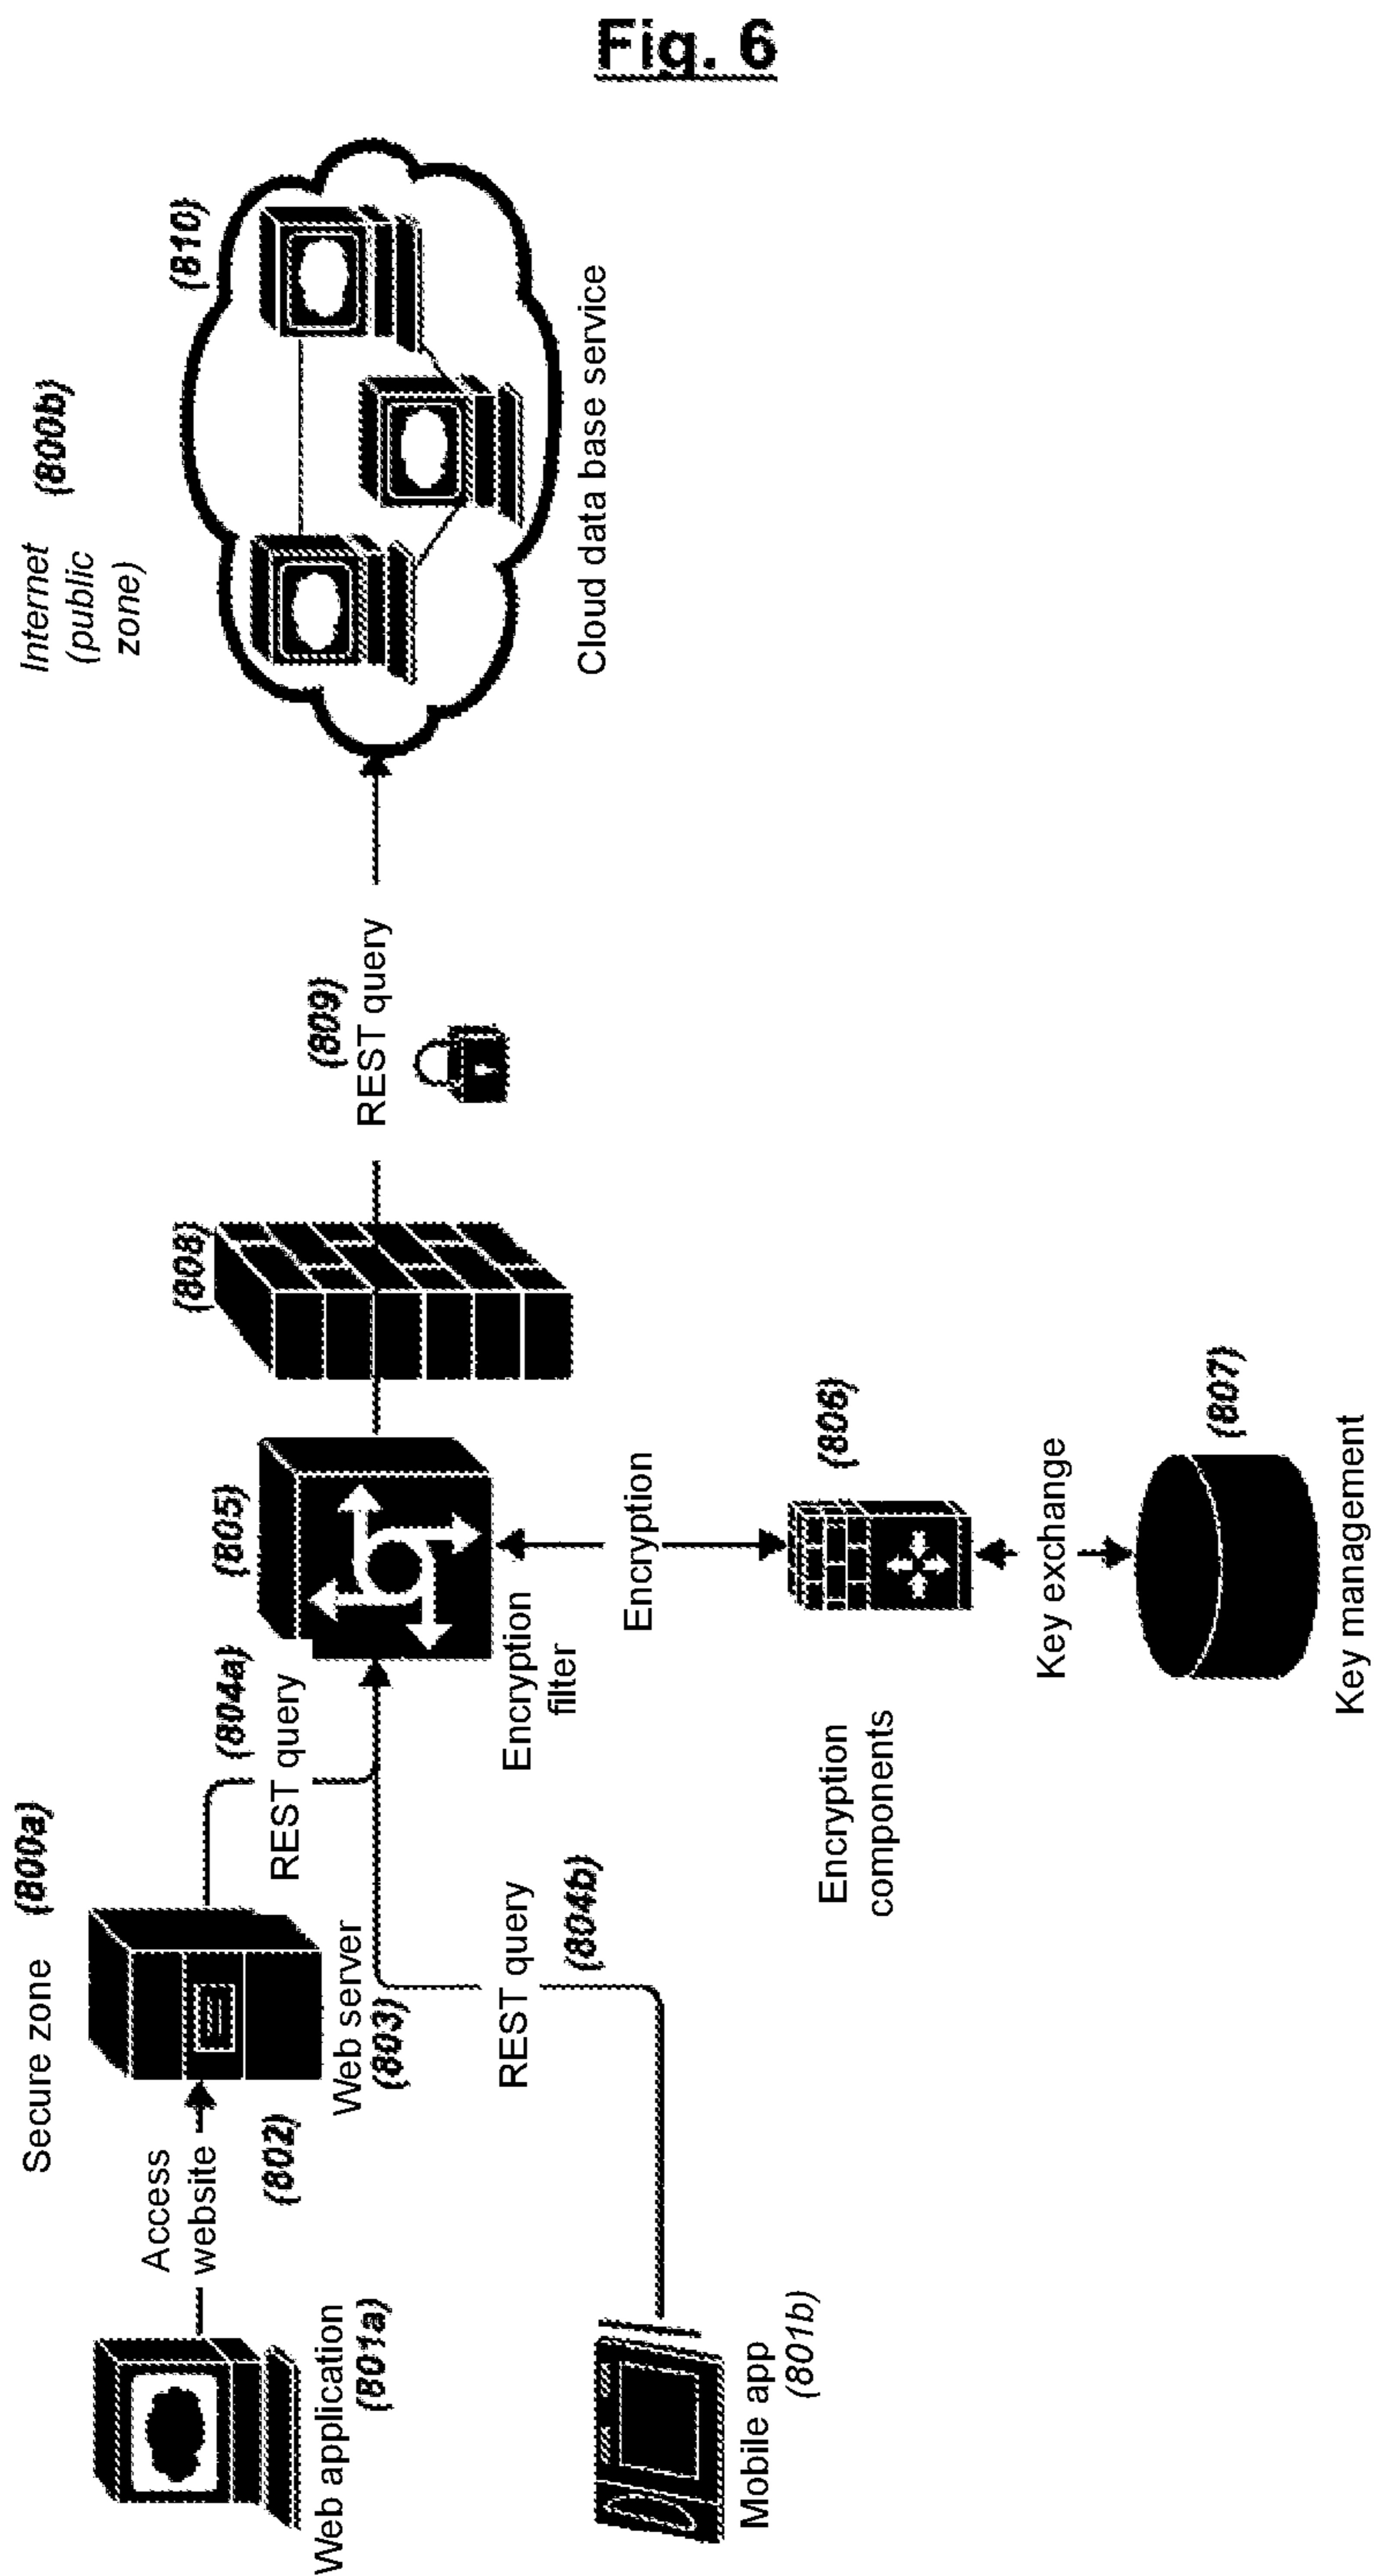 Fig. 6
Secure zone (800a)
Internet (800b)
(public
zone)
Access
website
(802)
Web application
(801a)
Web server
(803)
(804a)
REST query
REST query
(804b)
Mobile app
(801b)
(805)
Encryption
filter
Encryption
(806)
Encryption
components
Key exchange
(807)
Key management
(808)
(809)
REST query
(810)
Cloud data base service